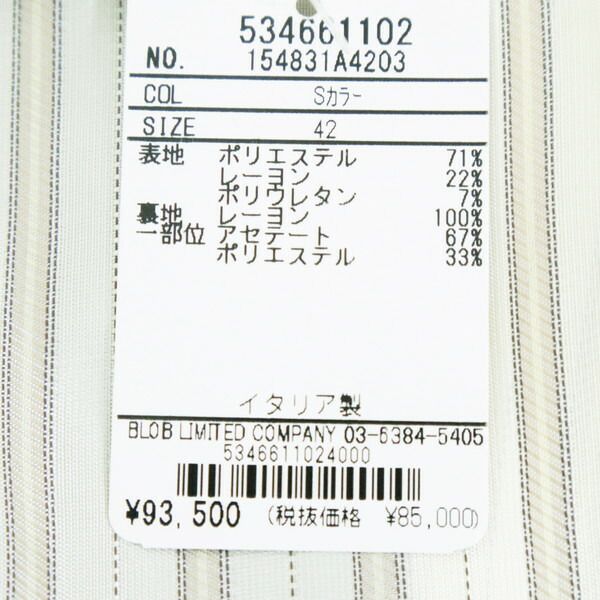 534661102
NO. 154831A4203
COL Sカラー
SIZE 42
表地 ポリエステル 71%
レーヨン 22%
ポリウレタン 7%
裏地 レーヨン 100%
一部位 アセテート 67%
ポリエステル 33%
イタリア製
BLOB LIMITED COMPANY 03-6384-5405
5346611024000
¥93,500 (税抜価格 ¥85,000)